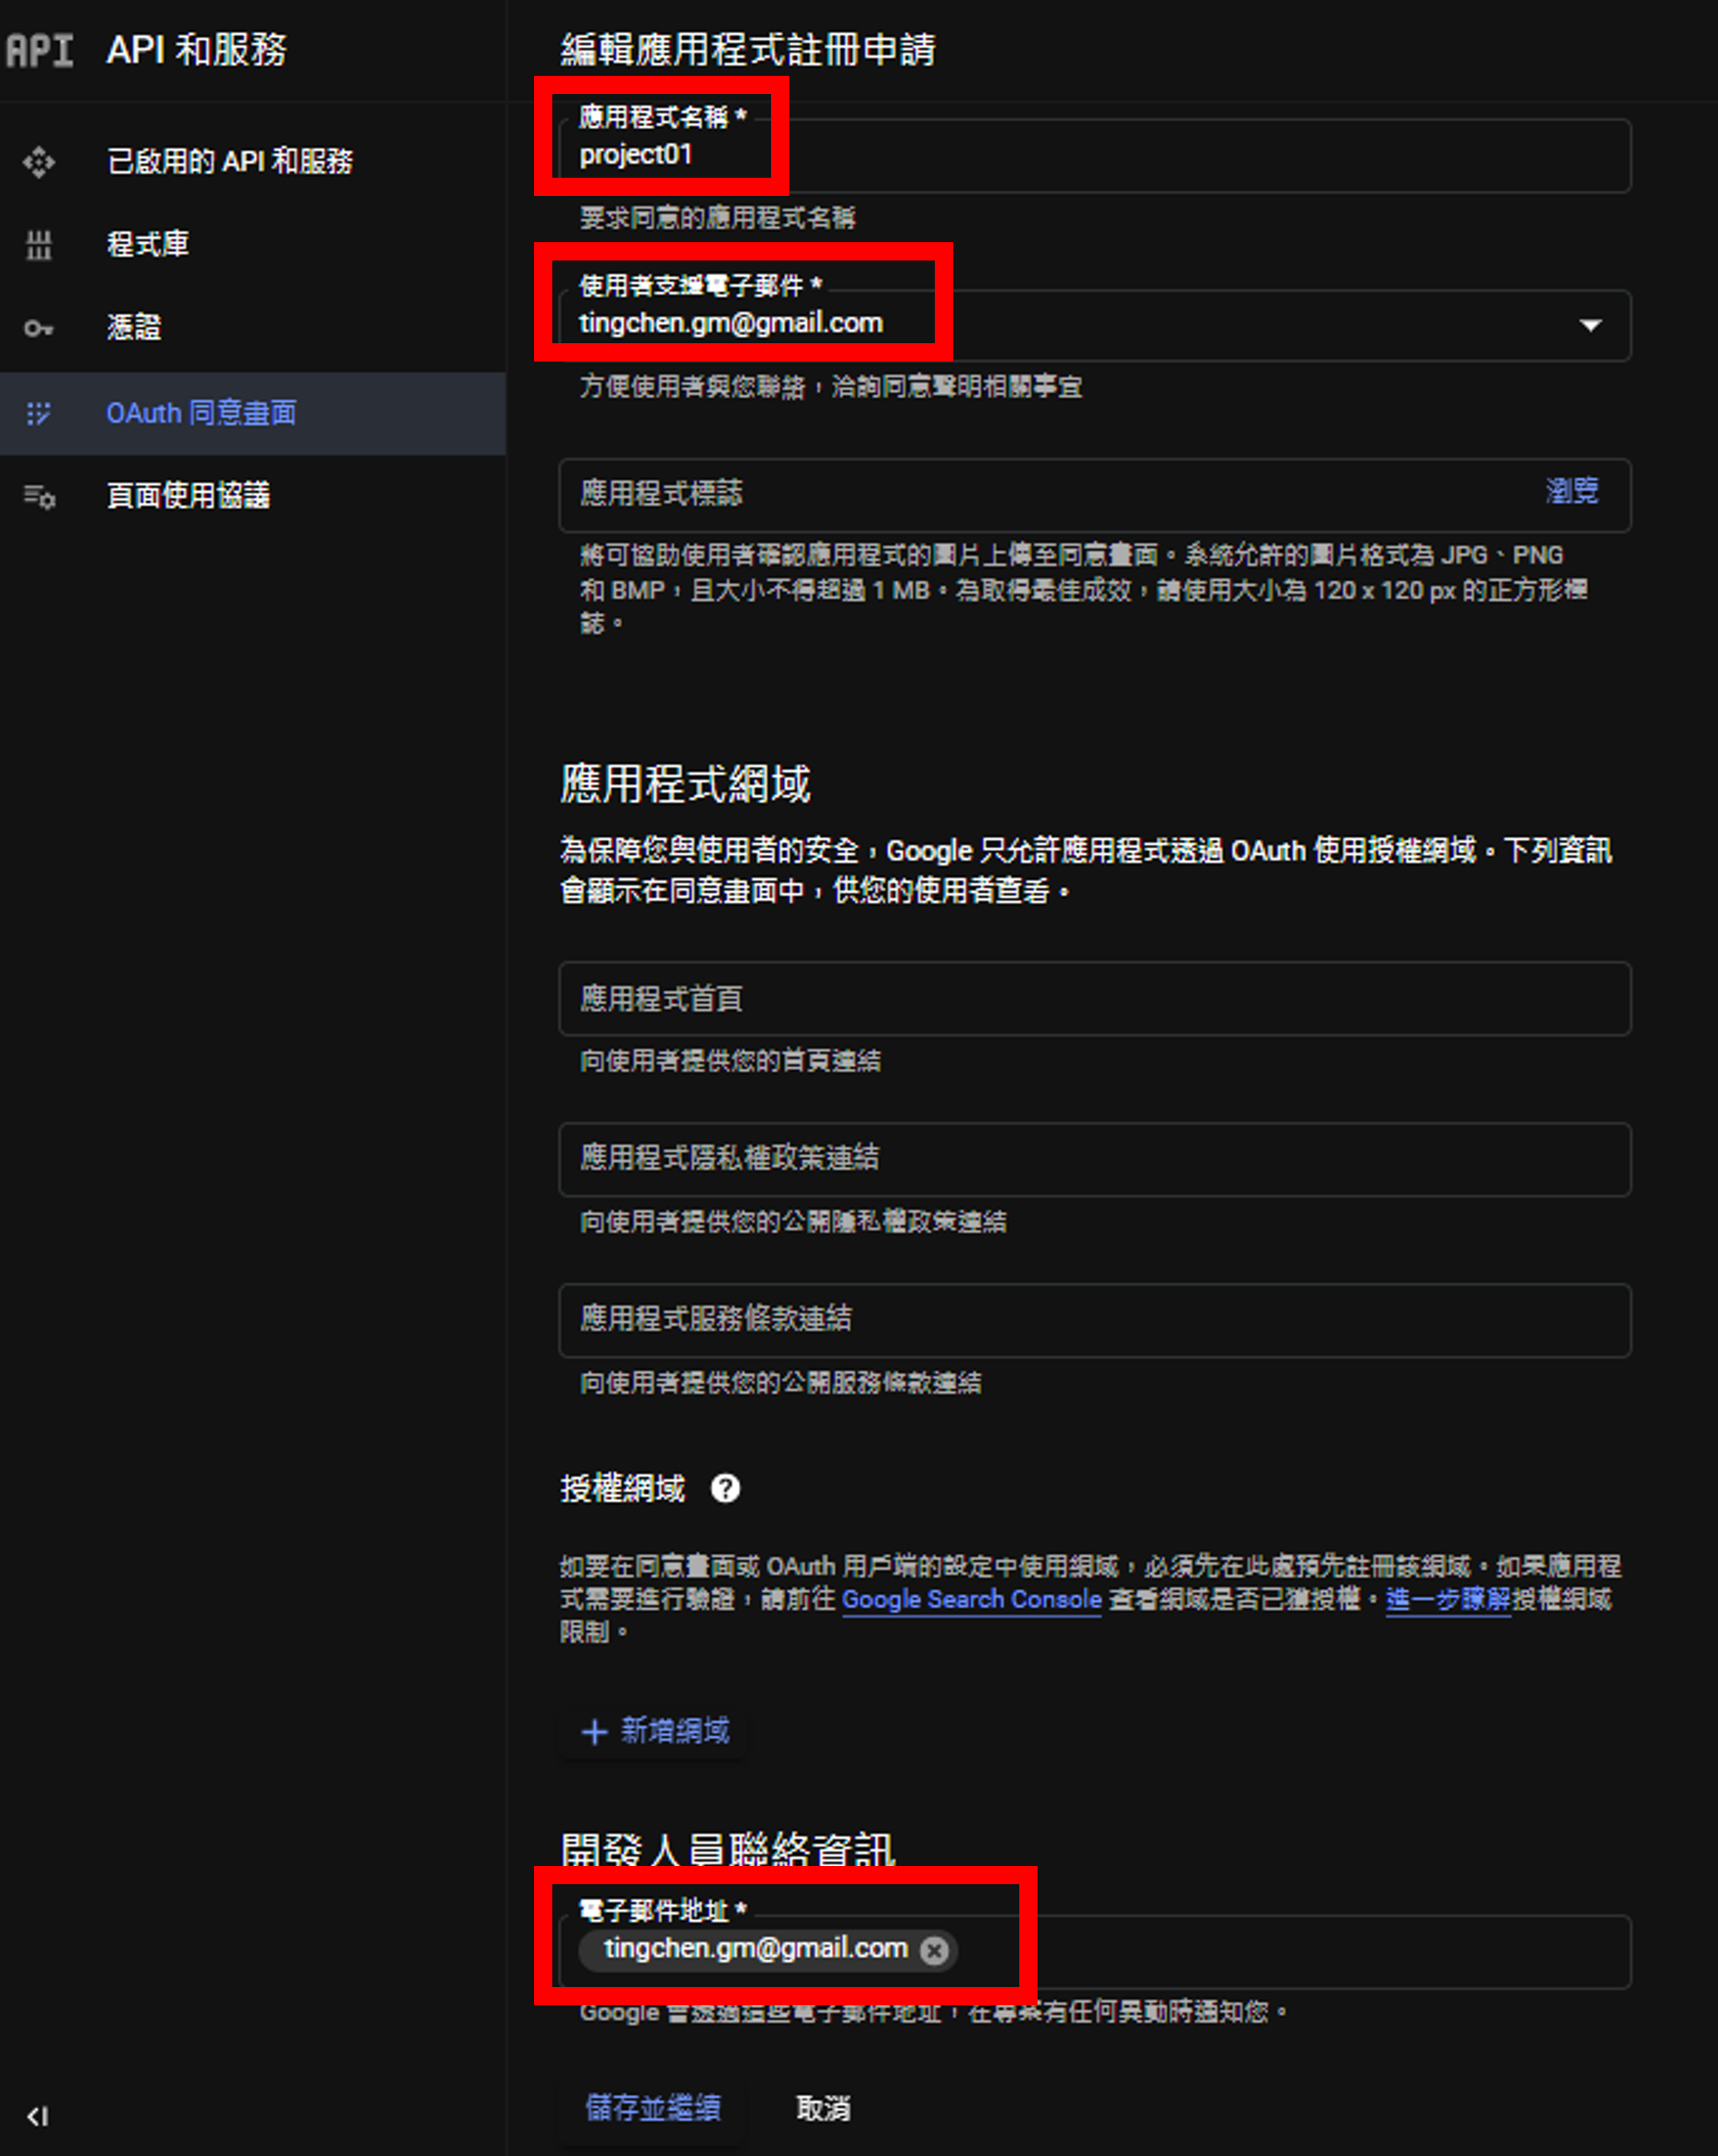 API API 和服務
已啟用的 API 和服務
程式庫
憑證
OAuth 同意畫面
頁面使用協議
編輯應用程式註冊申請
應用程式名稱 *
project01
要求同意的應用程式名稱
使用者支援電子郵件 *
tingchen.gm@gmail.com
方便使用者與您聯絡，洽詢同意聲明相關事宜
應用程式標誌 瀏覽
將可協助使用者確認應用程式的圖片上傳至同意畫面。系統允許的圖片格式為 JPG、PNG
和 BMP，且大小不得超過 1 MB。為取得最佳成效，請使用大小為 120 x 120 px 的正方形標
誌。
應用程式網域
為保障您與使用者的安全，Google 只允許應用程式透過 OAuth 使用授權網域。下列資訊
會顯示在同意畫面中，供您的使用者查看。
應用程式首頁
向使用者提供您的首頁連結
應用程式隱私權政策連結
向使用者提供您的公開隱私權政策連結
應用程式服務條款連結
向使用者提供您的公開服務條款連結
授權網域 ?
如要在同意畫面或 OAuth 用戶端的設定中使用網域，必須先在此處預先註冊該網域。如果應用程
式需要進行驗證，請前往 Google Search Console 查看網域是否已獲授權。進一步瞭解授權網域
限制。
+ 新增網域
開發人員聯絡資訊
電子郵件地址 *
tingchen.gm@gmail.com
Google 會透過這些電子郵件地址，在專案有任何異動時通知您。
儲存並繼續 取消